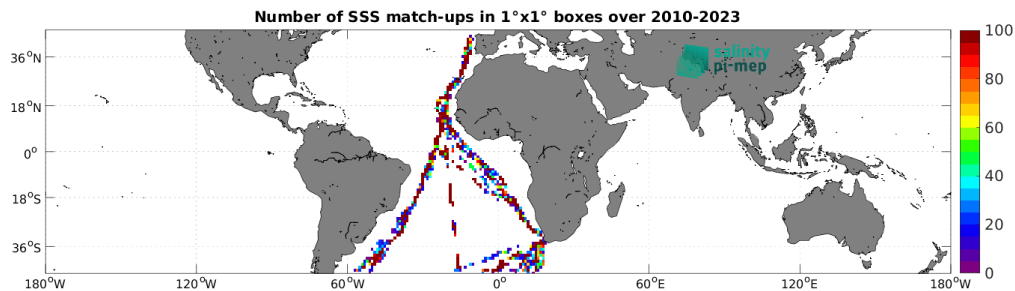 Number of SSS match-ups in 1°x1° boxes over 2010-2023
36°N
18°N
0°
18°S
36°S
180°W
120°W
60°W
0°E
60°E
120°E
180°W
salinity
pi-mep
100
80
60
40
20
0